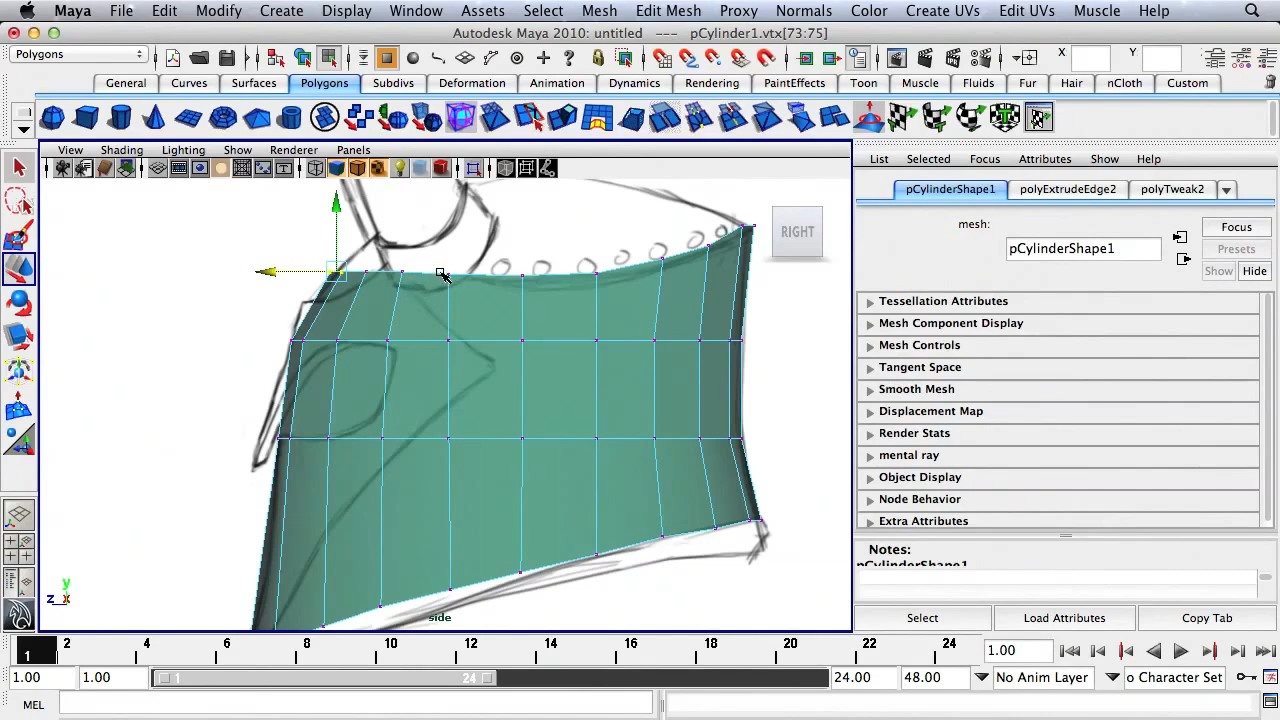 Maya File Edit Modify Create Display Window Assets Select Mesh Edit Mesh Proxy Normals Color Create UVs Edit UVs Muscle Help
Autodesk Maya 2010: untitled --- pCylinder1.vtx[73:75]
Polygons
X Y
General Curves Surfaces Polygons Subdivs Deformation Animation Dynamics Rendering PaintEffects Toon Muscle Fluids Fur Hair nCloth Custom
View Shading Lighting Show Renderer Panels
List Selected Focus Attributes Show Help
pCylinderShape1 polyExtrudeEdge2 polyTweak2
mesh: pCylinderShape1
Focus
Presets
Show Hide
RIGHT
Tessellation Attributes
Mesh Component Display
Mesh Controls
Tangent Space
Smooth Mesh
Displacement Map
Render Stats
mental ray
Object Display
Node Behavior
Extra Attributes
Notes:
pCylinderShape1
y
z x
side
Select Load Attributes Copy Tab
1 2 4 6 8 10 12 14 16 18 20 22 24 1.00
1.00 1.00 1 24 24.00 48.00 No Anim Layer o Character Set
MEL